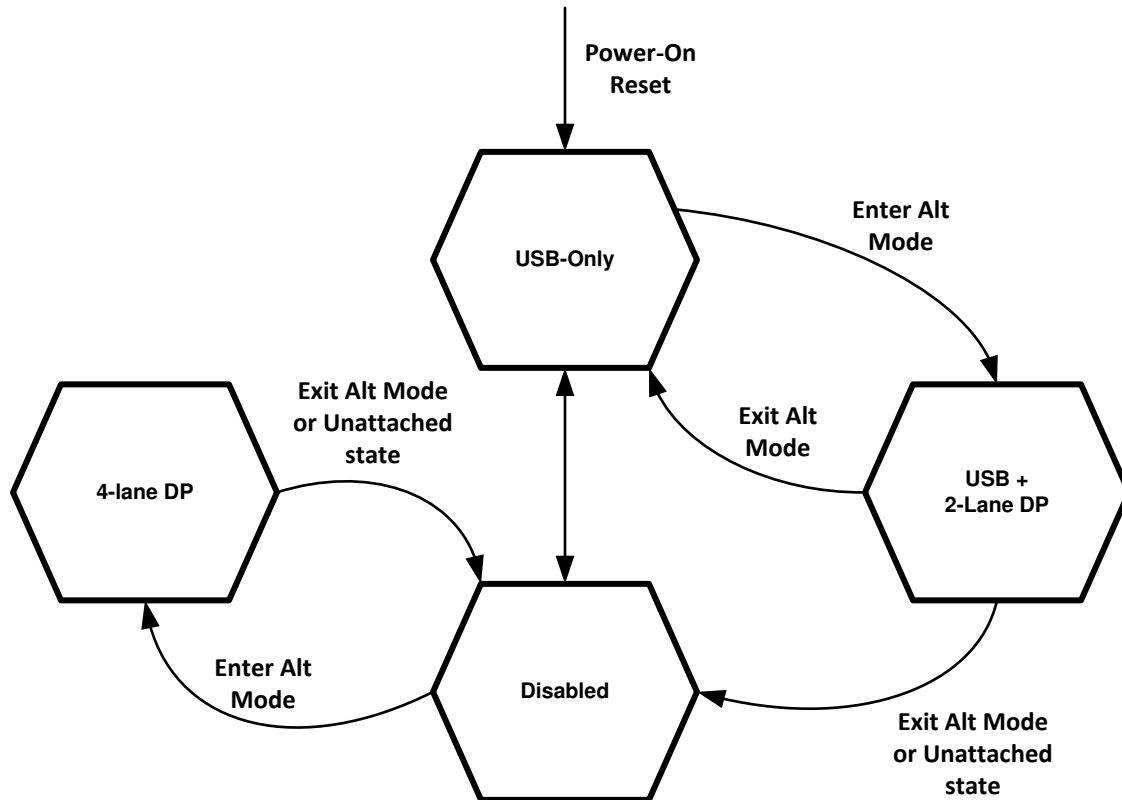 Power-On
Reset
USB-Only
Enter Alt
Mode
Exit Alt
Mode
Exit Alt Mode
or Unattached
state
4-lane DP
USB +
2-Lane DP
Enter Alt
Mode
Disabled
Exit Alt Mode
or Unattached
state